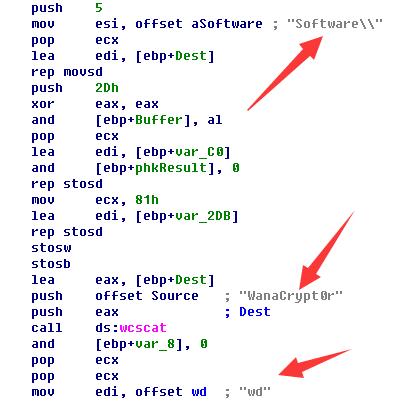 push 5
mov esi, offset aSoftware ; "Software\\"
pop ecx
lea edi, [ebp+Dest]
rep movsd
push 2Dh
xor eax, eax
and [ebp+Buffer], al
pop ecx
lea edi, [ebp+var_C0]
and [ebp+phkResult], 0
rep stosd
mov ecx, 81h
lea edi, [ebp+var_2DB]
rep stosd
stosw
stosb
lea eax, [ebp+Dest]
push offset Source ; "WanaCrypt0r"
push eax ; Dest
call ds:wcscat
and [ebp+var_8], 0
pop ecx
pop ecx
mov edi, offset wd ; "wd"